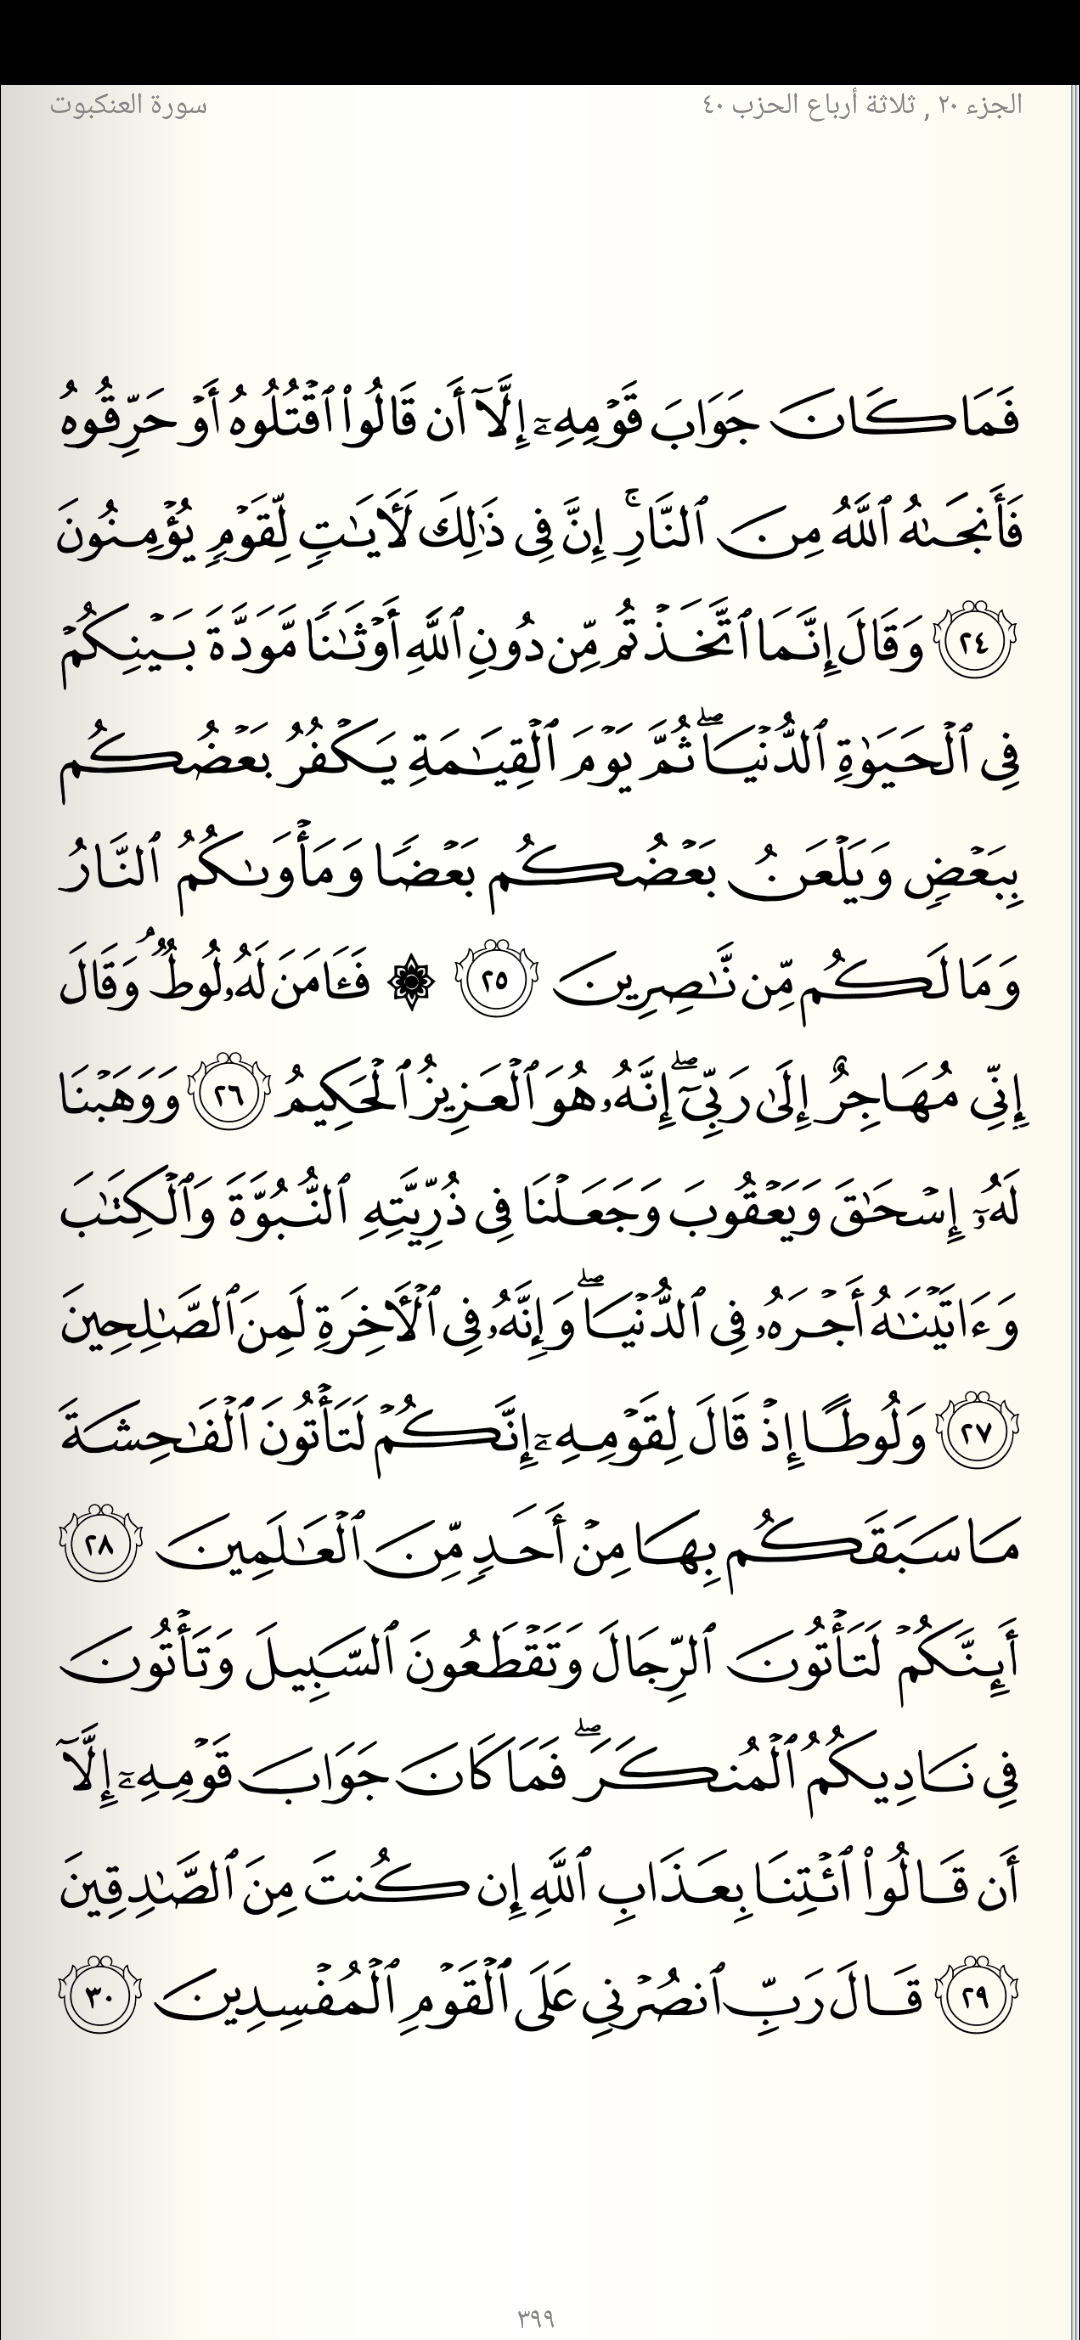 الجزء ٢٠ , ثلاثة أرباع الحزب ٤٠ سورة العنكبوت
فَمَا كَانَ جَوَابَ قَوْمِهِۦٓ إِلَّآ أَن قَالُوا۟ ٱقْتُلُوهُ أَوْ حَرِّقُوهُ
فَأَنجَىٰهُ ٱللَّهُ مِنَ ٱلنَّارِ ۚ إِنَّ فِى ذَٰلِكَ لَـَٔايَـٰتٍ لِّقَوْمٍ يُؤْمِنُونَ
٢٤ وَقَالَ إِنَّمَا ٱتَّخَذْتُم مِّن دُونِ ٱللَّهِ أَوْثَـٰنًا مَّوَدَّةَ بَيْنِكُمْ
فِى ٱلْحَيَوٰةِ ٱلدُّنْيَا ۖ ثُمَّ يَوْمَ ٱلْقِيَـٰمَةِ يَكْفُرُ بَعْضُكُم
بِبَعْضٍ وَيَلْعَنُ بَعْضُكُم بَعْضًا وَمَأْوَىٰكُمُ ٱلنَّارُ
وَمَا لَكُم مِّن نَّـٰصِرِينَ ٢٥ ۞ فَـَٔامَنَ لَهُۥ لُوطٌ ۘ وَقَالَ
إِنِّى مُهَاجِرٌ إِلَىٰ رَبِّىٓ ۖ إِنَّهُۥ هُوَ ٱلْعَزِيزُ ٱلْحَكِيمُ ٢٦ وَوَهَبْنَا
لَهُۥٓ إِسْحَـٰقَ وَيَعْقُوبَ وَجَعَلْنَا فِى ذُرِّيَّتِهِ ٱلنُّبُوَّةَ وَٱلْكِتَـٰبَ
وَءَاتَيْنَـٰهُ أَجْرَهُۥ فِى ٱلدُّنْيَا ۖ وَإِنَّهُۥ فِى ٱلْـَٔاخِرَةِ لَمِنَ ٱلصَّـٰلِحِينَ
٢٧ وَلُوطًا إِذْ قَالَ لِقَوْمِهِۦٓ إِنَّكُمْ لَتَأْتُونَ ٱلْفَـٰحِشَةَ
مَا سَبَقَكُم بِهَا مِنْ أَحَدٍ مِّنَ ٱلْعَـٰلَمِينَ ٢٨
أَئِنَّكُمْ لَتَأْتُونَ ٱلرِّجَالَ وَتَقْطَعُونَ ٱلسَّبِيلَ وَتَأْتُونَ
فِى نَادِيكُمُ ٱلْمُنكَرَ ۖ فَمَا كَانَ جَوَابَ قَوْمِهِۦٓ إِلَّآ
أَن قَالُوا۟ ٱئْتِنَا بِعَذَابِ ٱللَّهِ إِن كُنتَ مِنَ ٱلصَّـٰدِقِينَ
٢٩ قَالَ رَبِّ ٱنصُرْنِى عَلَى ٱلْقَوْمِ ٱلْمُفْسِدِينَ ٣٠
٣٩٩